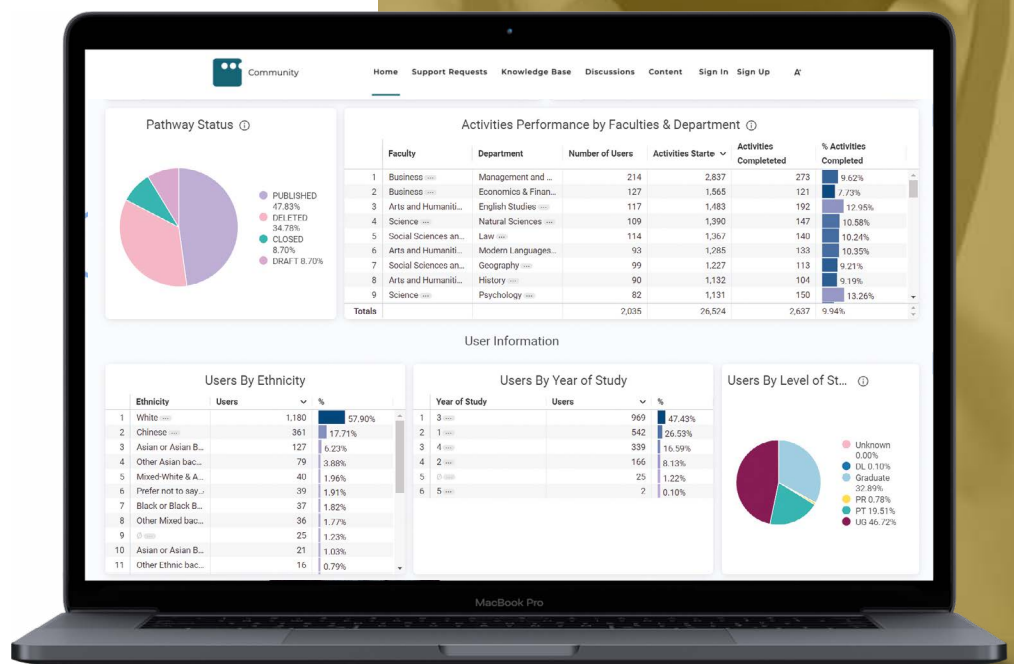 Community
Home Support Requests Knowledge Base Discussions Content Sign In Sign Up A
Pathway Status
PUBLISHED
47.83%
DELETED
34.78%
CLOSED
8.70%
DRAFT 8.70%
Activities Performance by Faculties & Department
Faculty Department Number of Users Activities Starte Activities Completeted % Activities Completed
1 Business Management and ... 214 2,837 273 9.62%
2 Business Economics & Finan... 127 1,565 121 7.73%
3 Arts and Humaniti... English Studies 117 1,483 192 12.95%
4 Science Natural Sciences 109 1,390 147 10.58%
5 Social Sciences an... Law 114 1,367 140 10.24%
6 Arts and Humaniti... Modern Languages... 93 1,285 133 10.35%
7 Social Sciences an... Geography 99 1,227 113 9.21%
8 Arts and Humaniti... History 90 1,132 104 9.19%
9 Science Psychology 82 1,131 150 13.26%
Totals 2,035 26,524 2,637 9.94%
User Information
Users By Ethnicity
Ethnicity Users %
1 White 1,180 57.90%
2 Chinese 361 17.71%
3 Asian or Asian B... 127 6.23%
4 Other Asian bac... 79 3.88%
5 Mixed-White & A... 40 1.96%
6 Prefer not to say... 39 1.91%
7 Black or Black B... 37 1.82%
8 Other Mixed bac... 36 1.77%
9 Ø 25 1.23%
10 Asian or Asian B... 21 1.03%
11 Other Ethnic bac... 16 0.79%
Users By Year of Study
Year of Study Users %
1 3 969 47.43%
2 1 542 26.53%
3 4 339 16.59%
4 2 166 8.13%
5 Ø 25 1.22%
6 5 2 0.10%
Users By Level of St...
Unknown
0.00%
DL 0.10%
Graduate
32.89%
PR 0.78%
PT 19.51%
UG 46.72%
MacBook Pro